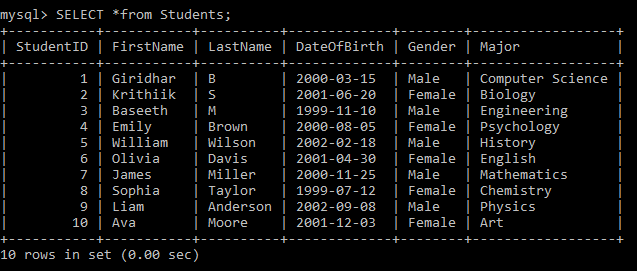 mysql> SELECT *from Students;
+-----------+-----------+----------+-------------+--------+------------------+
| StudentID | FirstName | LastName | DateOfBirth | Gender | Major            |
+-----------+-----------+----------+-------------+--------+------------------+
|         1 | Giridhar  | B        | 2000-03-15  | Male   | Computer Science |
|         2 | Krithiik  | S        | 2001-06-20  | Female | Biology          |
|         3 | Baseeth   | M        | 1999-11-10  | Male   | Engineering      |
|         4 | Emily     | Brown    | 2000-08-05  | Female | Psychology       |
|         5 | William   | Wilson   | 2002-02-18  | Male   | History          |
|         6 | Olivia    | Davis    | 2001-04-30  | Female | English          |
|         7 | James     | Miller   | 2000-11-25  | Male   | Mathematics      |
|         8 | Sophia    | Taylor   | 1999-07-12  | Female | Chemistry        |
|         9 | Liam      | Anderson | 2002-09-08  | Male   | Physics          |
|        10 | Ava       | Moore    | 2001-12-03  | Female | Art              |
+-----------+-----------+----------+-------------+--------+------------------+
10 rows in set (0.00 sec)